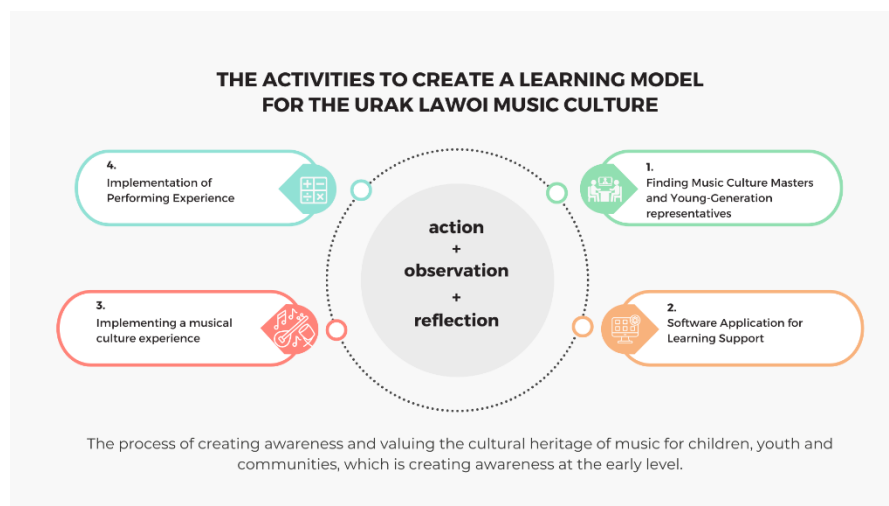 THE ACTIVITIES TO CREATE A LEARNING MODEL
FOR THE URAK LAWOI MUSIC CULTURE
1.
Finding Music Culture Masters
and Young-Generation
representatives
2.
Software Application for
Learning Support
3.
Implementing a musical
culture experience
4.
Implementation of
Performing Experience
action
+
observation
+
reflection
The process of creating awareness and valuing the cultural heritage of music for children, youth and
communities, which is creating awareness at the early level.